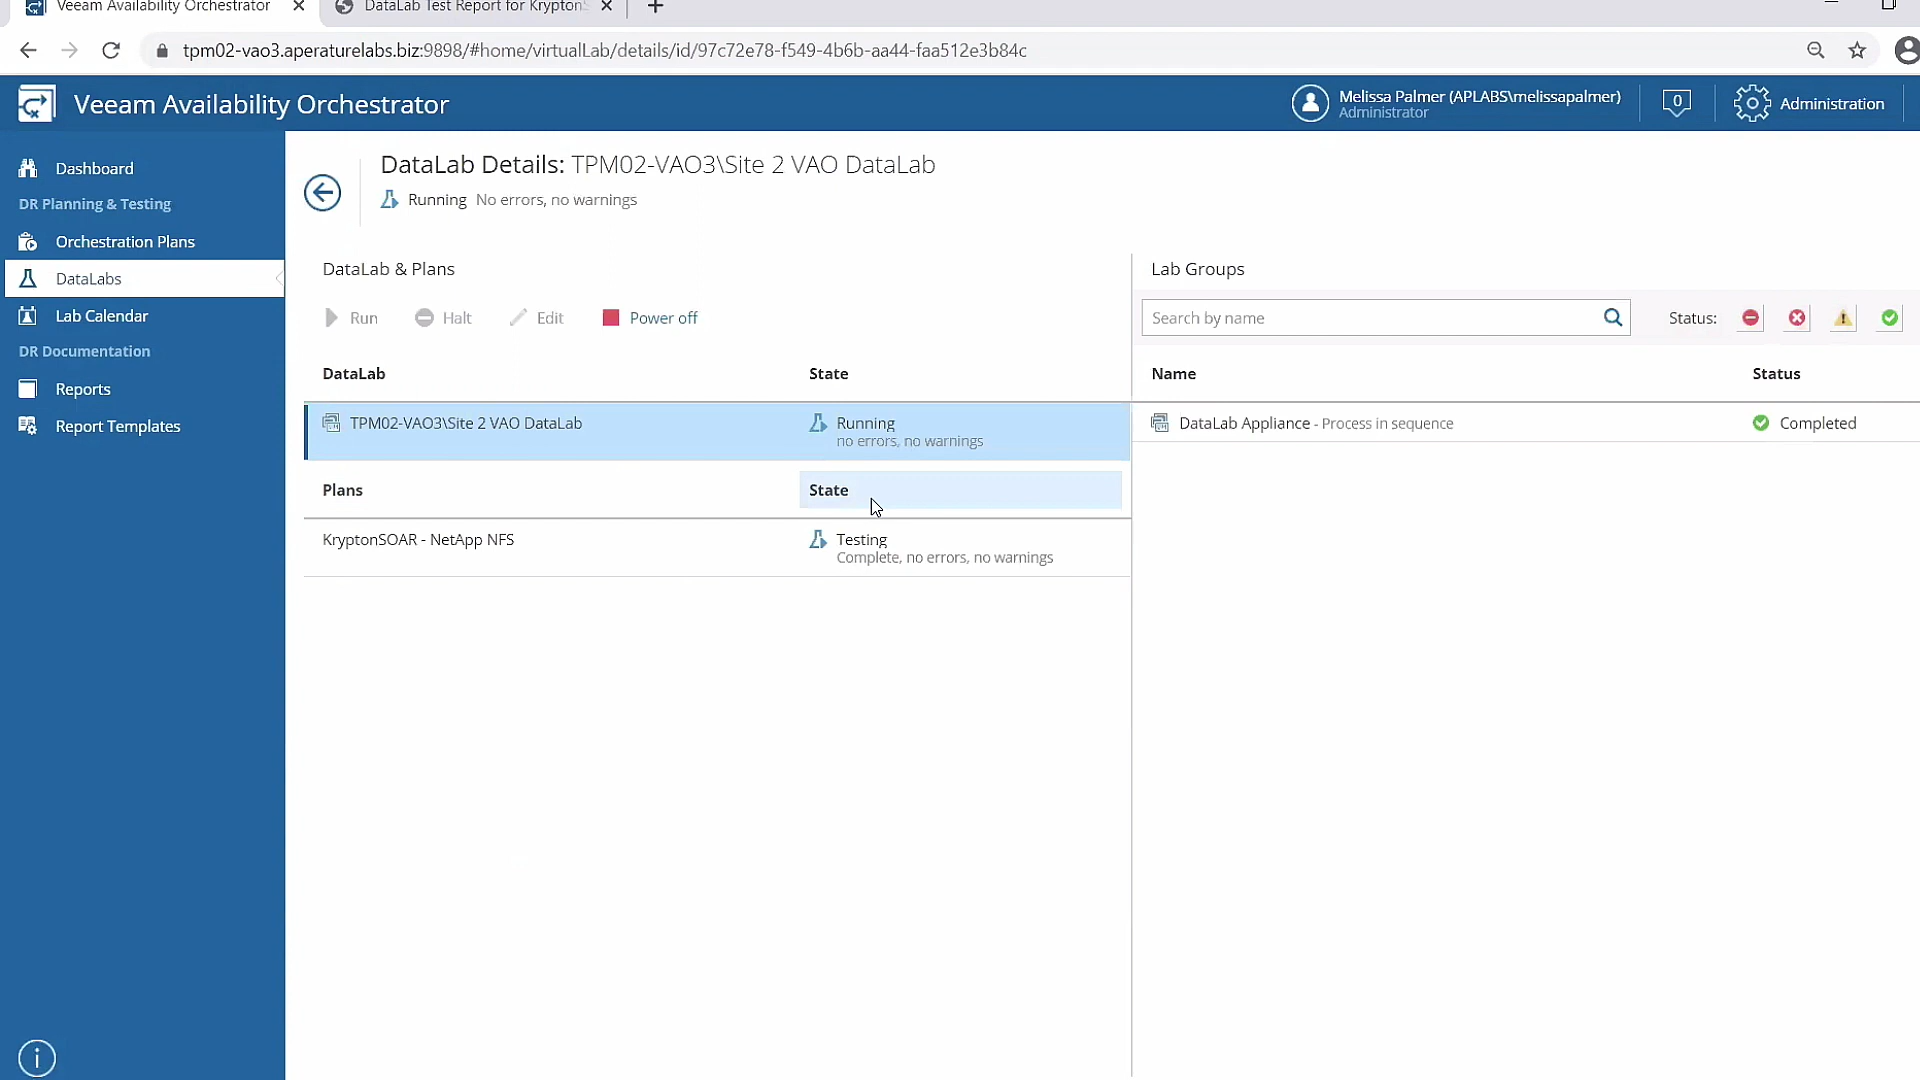 Veeam Availability Orchestrator
DataLab Test Report for KryptonS
tpm02-vao3.aperaturelabs.biz:9898/#home/virtualLab/details/id/97c72e78-f549-4b6b-aa44-faa512e3b84c
Veeam Availability Orchestrator
Melissa Palmer (APLABS\melissapalmer)
Administrator
0
Administration
Dashboard
DR Planning & Testing
Orchestration Plans
DataLabs
Lab Calendar
DR Documentation
Reports
Report Templates
DataLab Details: TPM02-VAO3\Site 2 VAO DataLab
Running No errors, no warnings
DataLab & Plans
Run Halt Edit Power off
DataLab State
TPM02-VAO3\Site 2 VAO DataLab Running
no errors, no warnings
Plans State
KryptonSOAR - NetApp NFS Testing
Complete, no errors, no warnings
Lab Groups
Search by name Status:
Name Status
DataLab Appliance - Process in sequence Completed